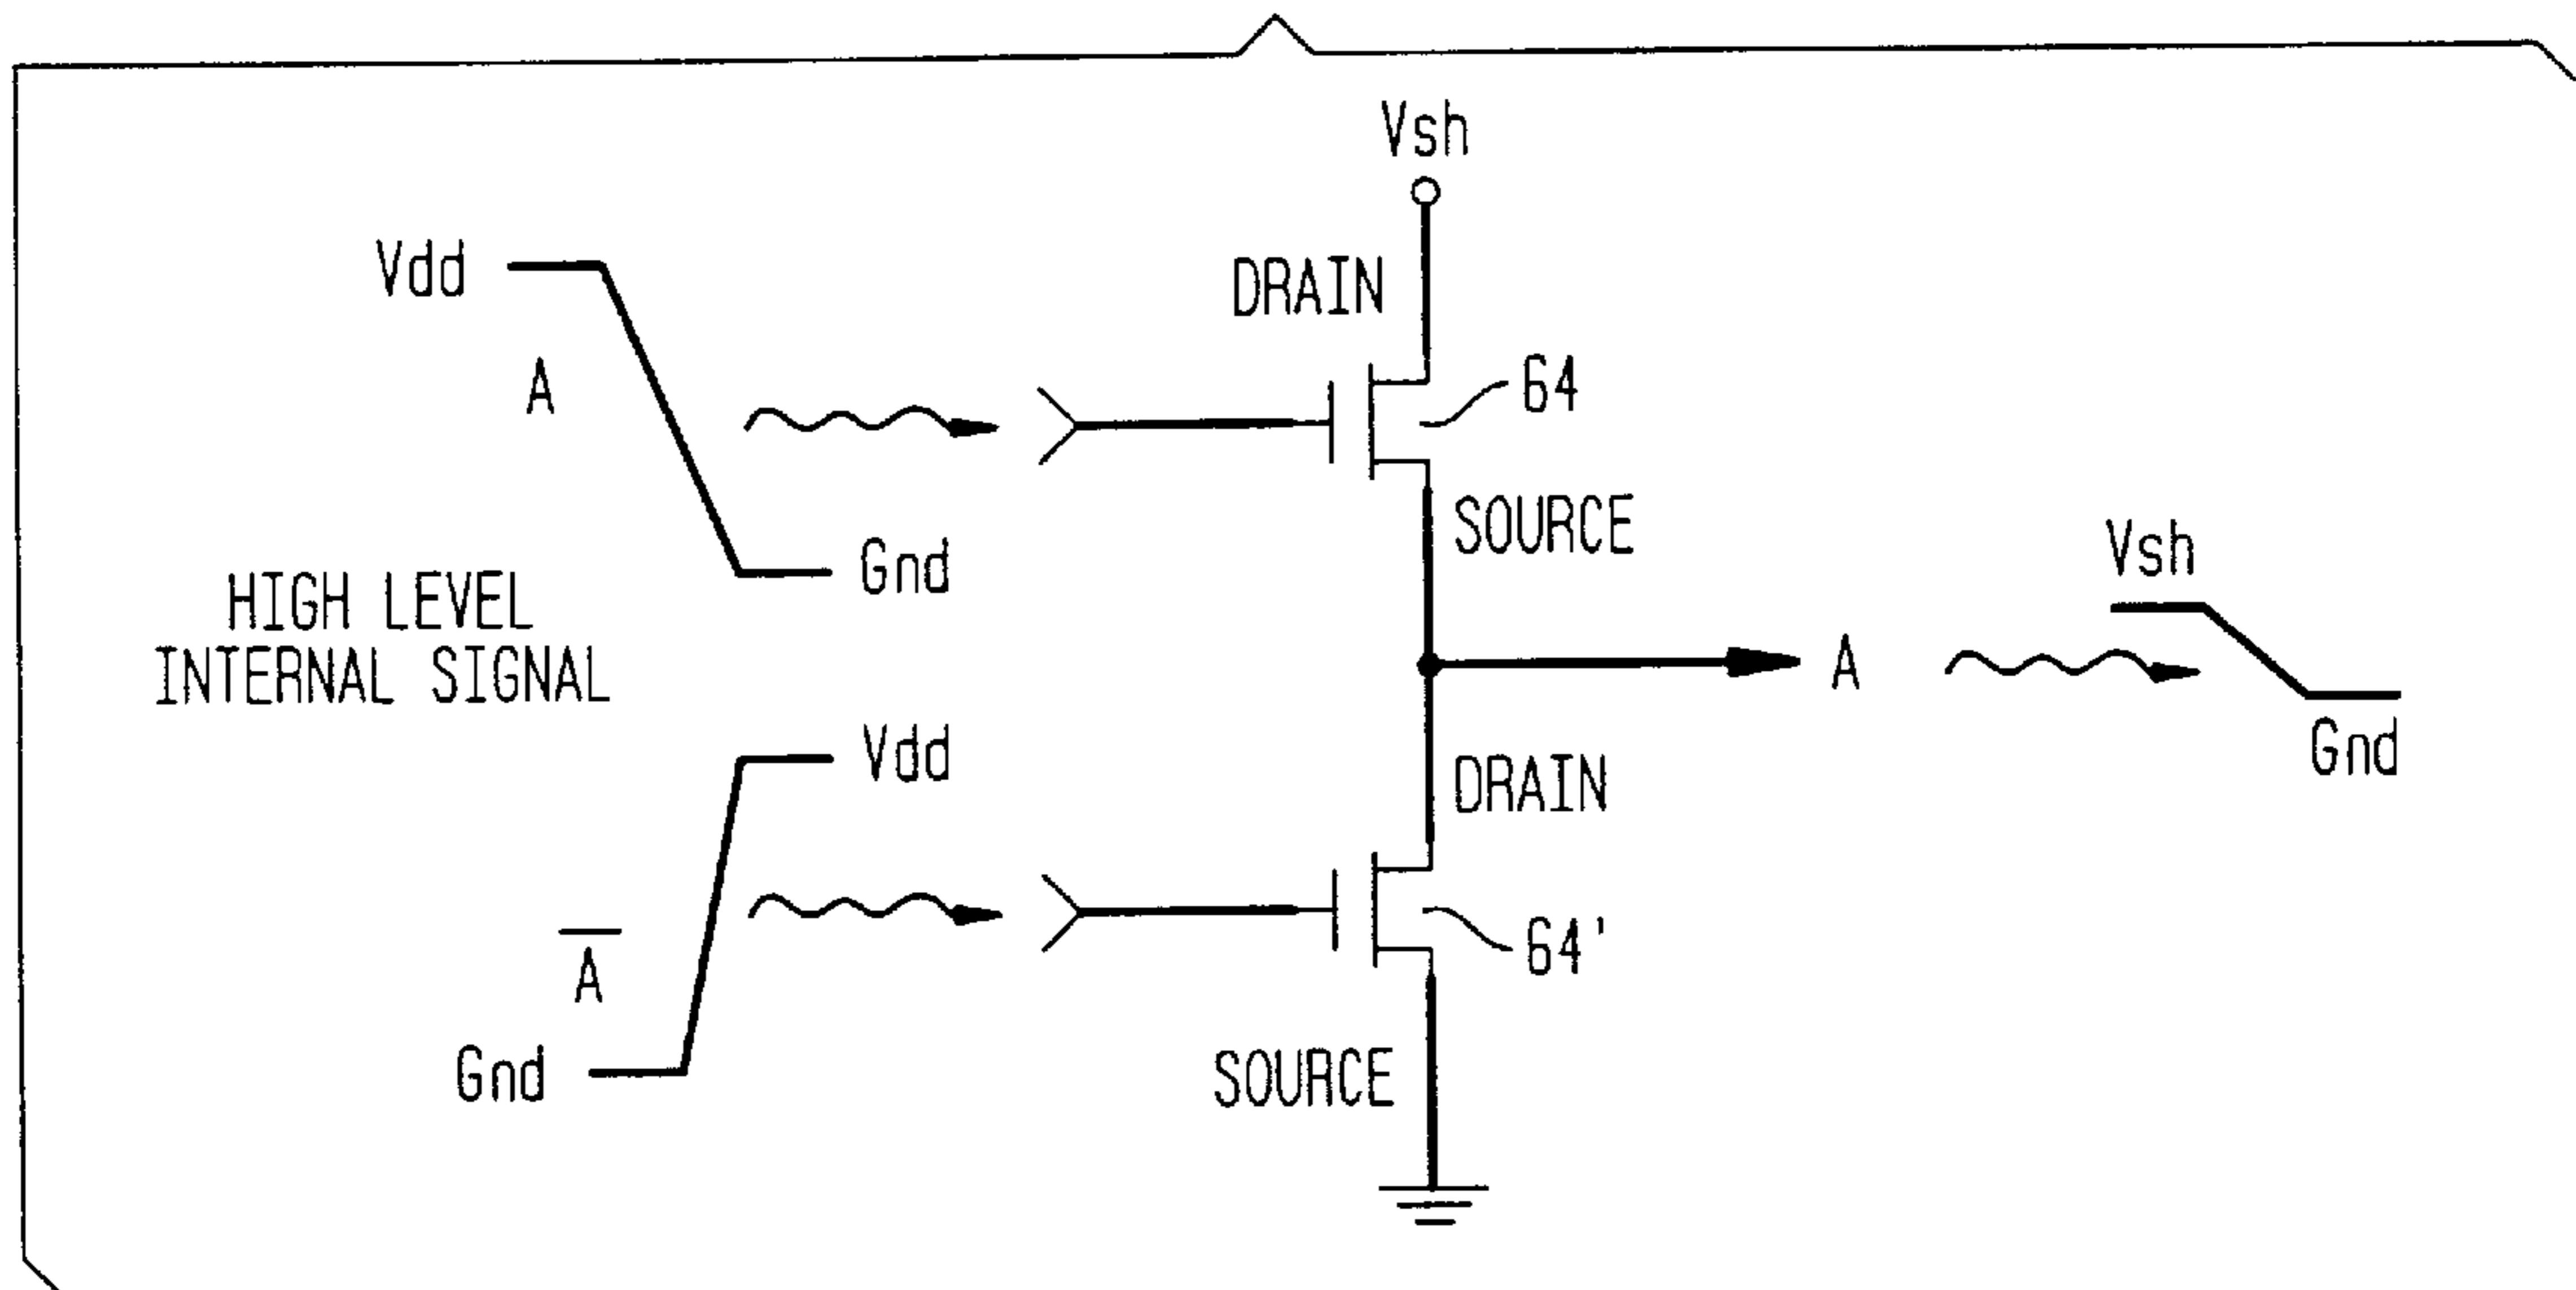 Vsh
Vdd
DRAIN
A
64
SOURCE
Gnd
HIGH LEVEL
INTERNAL SIGNAL
Vsh
A
Vdd
Gnd
DRAIN
A̅
64'
SOURCE
Gnd